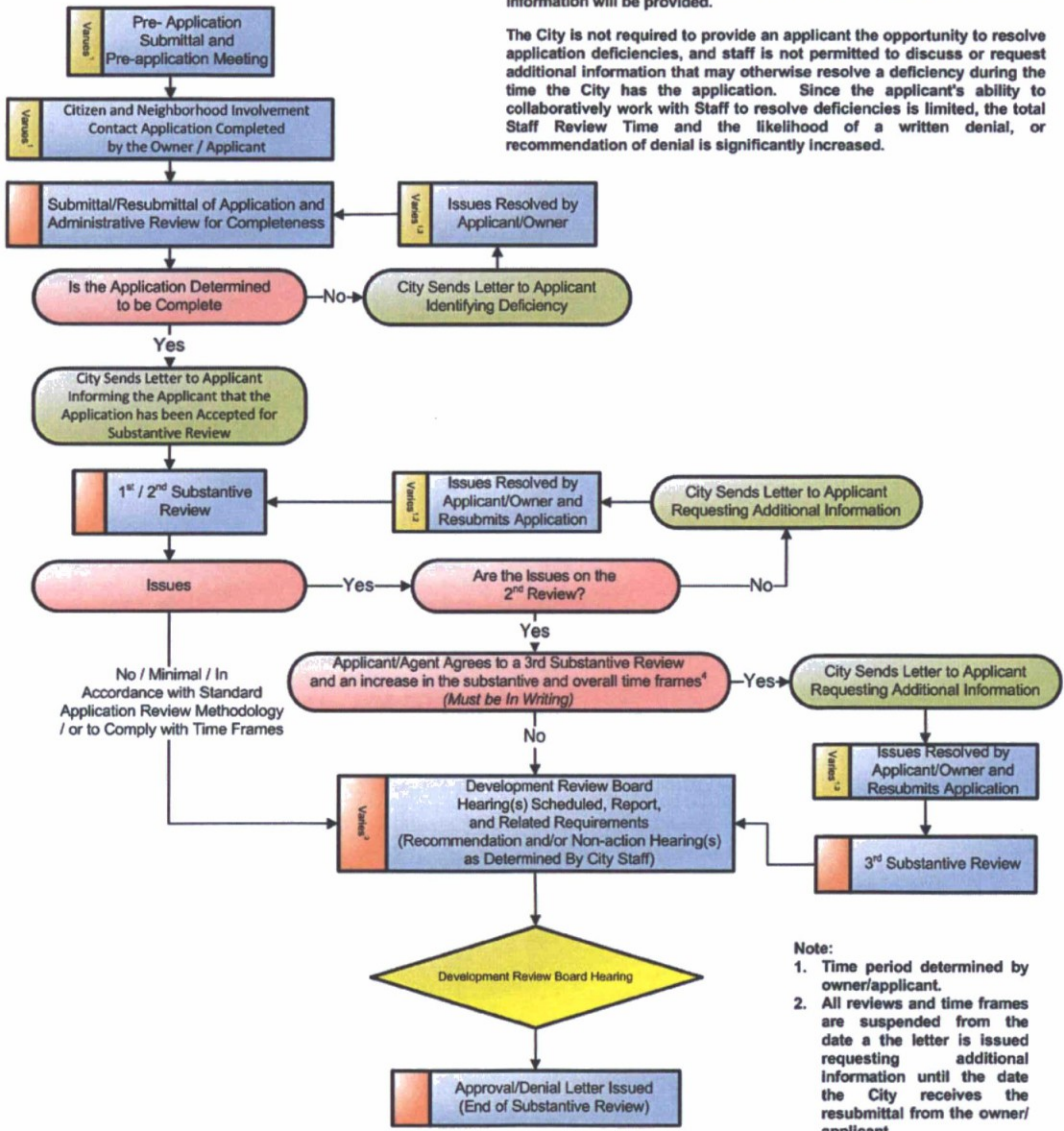 information will be provided.
The City is not required to provide an applicant the opportunity to resolve
application deficiencies, and staff is not permitted to discuss or request
additional information that may otherwise resolve a deficiency during the
time the City has the application. Since the applicant's ability to
collaboratively work with Staff to resolve deficiencies is limited, the total
Staff Review Time and the likelihood of a written denial, or
recommendation of denial is significantly increased.
Varues¹
Pre- Application
Submittal and
Pre-application Meeting
Varues¹
Citizen and Neighborhood Involvement
Contact Application Completed
by the Owner / Applicant
Submittal/Resubmittal of Application and
Administrative Review for Completeness
Varies¹,²
Issues Resolved by
Applicant/Owner
Is the Application Determined
to be Complete
No
City Sends Letter to Applicant
Identifying Deficiency
Yes
City Sends Letter to Applicant
Informing the Applicant that the
Application has been Accepted for
Substantive Review
1st / 2nd Substantive
Review
Varies¹,²
Issues Resolved by
Applicant/Owner and
Resubmits Application
City Sends Letter to Applicant
Requesting Additional Information
Issues
Yes
Are the Issues on the
2nd Review?
No
Yes
No / Minimal / In
Accordance with Standard
Application Review Methodology
/ or to Comply with Time Frames
Applicant/Agent Agrees to a 3rd Substantive Review
and an increase in the substantive and overall time frames⁴
(Must be In Writing)
Yes
City Sends Letter to Applicant
Requesting Additional Information
No
Varies¹,²
Issues Resolved by
Applicant/Owner and
Resubmits Application
Varies³
Development Review Board
Hearing(s) Scheduled, Report,
and Related Requirements
(Recommendation and/or Non-action Hearing(s)
as Determined By City Staff)
3rd Substantive Review
Development Review Board Hearing
Approval/Denial Letter Issued
(End of Substantive Review)
Note:
1. Time period determined by
owner/applicant.
2. All reviews and time frames
are suspended from the
date a the letter is issued
requesting additional
information until the date
the City receives the
resubmittal from the owner/
applicant